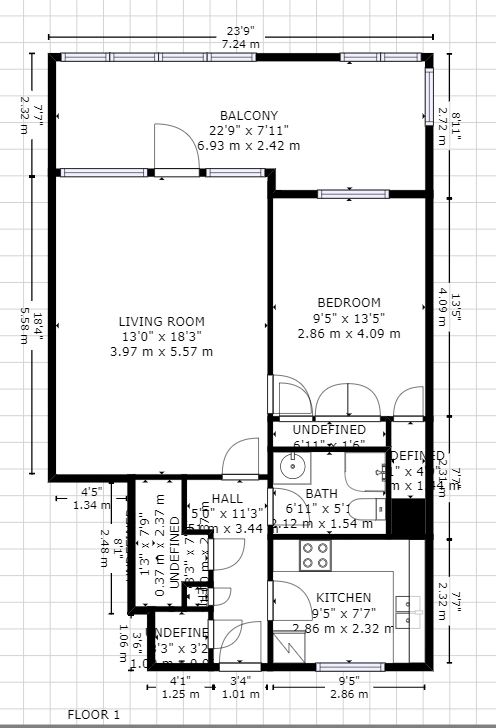 23'9"
7.24 m
7'7"
2.32 m
BALCONY
22'9" x 7'11"
6.93 m x 2.42 m
8'11"
2.72 m
18'4"
5.58 m
LIVING ROOM
13'0" x 18'3"
3.97 m x 5.57 m
BEDROOM
9'5" x 13'5"
2.86 m x 4.09 m
13'5"
4.09 m
UNDEFINED
6'11" x 1'6"
4'5"
1.34 m
HALL
5'0" x 11'3"
x 3.44
BATH
6'11" x 5'1
2.12 m x 1.54 m
7'7"
8'1"
2.48 m
1'3" x 7'9"
0.37 m x 2.37 m
UNDEFINED
KITCHEN
9'5" x 7'7"
2.86 m x 2.32 m
7'7"
2.32 m
3'6"
1.06 m
UNDEFINE
3'3" x 3'2
4'1"
1.25 m
3'4"
1.01 m
9'5"
2.86 m
FLOOR 1